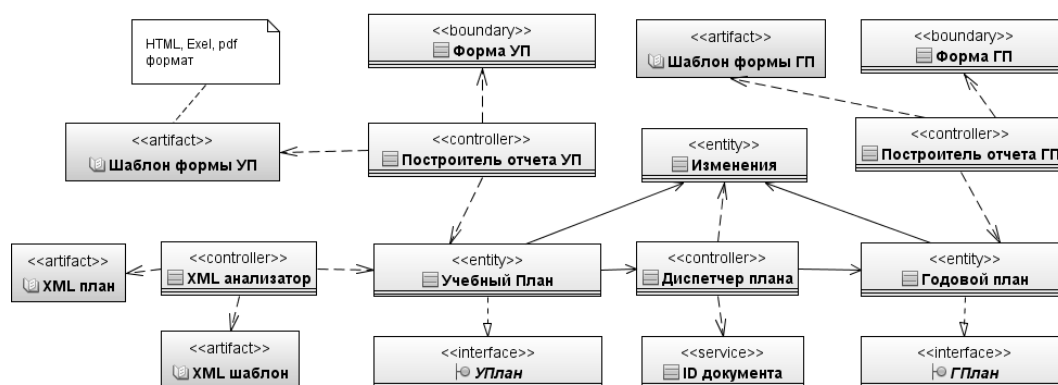 HTML, Exel, pdf
формат
<<boundary>>
Форма УП
<<artifact>>
Шаблон формы ГП
<<boundary>>
Форма ГП
<<artifact>>
Шаблон формы УП
<<controller>>
Построитель отчета УП
<<entity>>
Изменения
<<controller>>
Построитель отчета ГП
<<artifact>>
XML план
<<controller>>
XML анализатор
<<entity>>
Учебный План
<<controller>>
Диспетчер плана
<<entity>>
Годовой план
<<artifact>>
XML шаблон
<<interface>>
УПлан
<<service>>
ID документа
<<interface>>
ГПлан